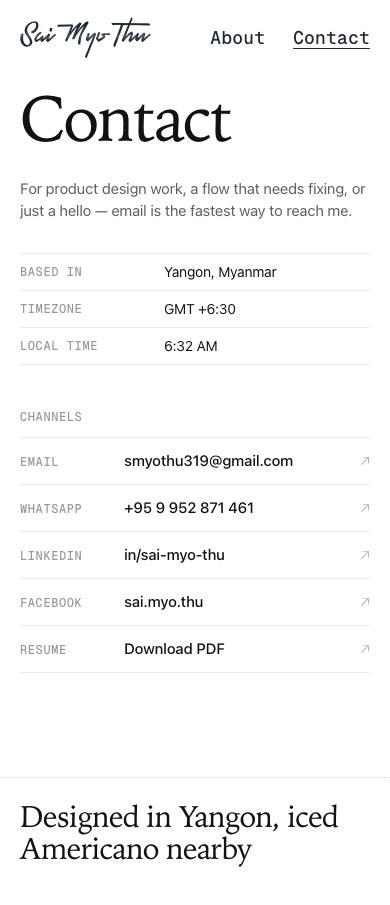 Sai Myo Thu
About
Contact
Contact
For product design work, a flow that needs fixing, or
just a hello — email is the fastest way to reach me.
BASED IN Yangon, Myanmar
TIMEZONE GMT +6:30
LOCAL TIME 6:32 AM
CHANNELS
EMAIL smyothu319@gmail.com ↗
WHATSAPP +95 9 952 871 461 ↗
LINKEDIN in/sai-myo-thu ↗
FACEBOOK sai.myo.thu ↗
RESUME Download PDF ↗
Designed in Yangon, iced
Americano nearby